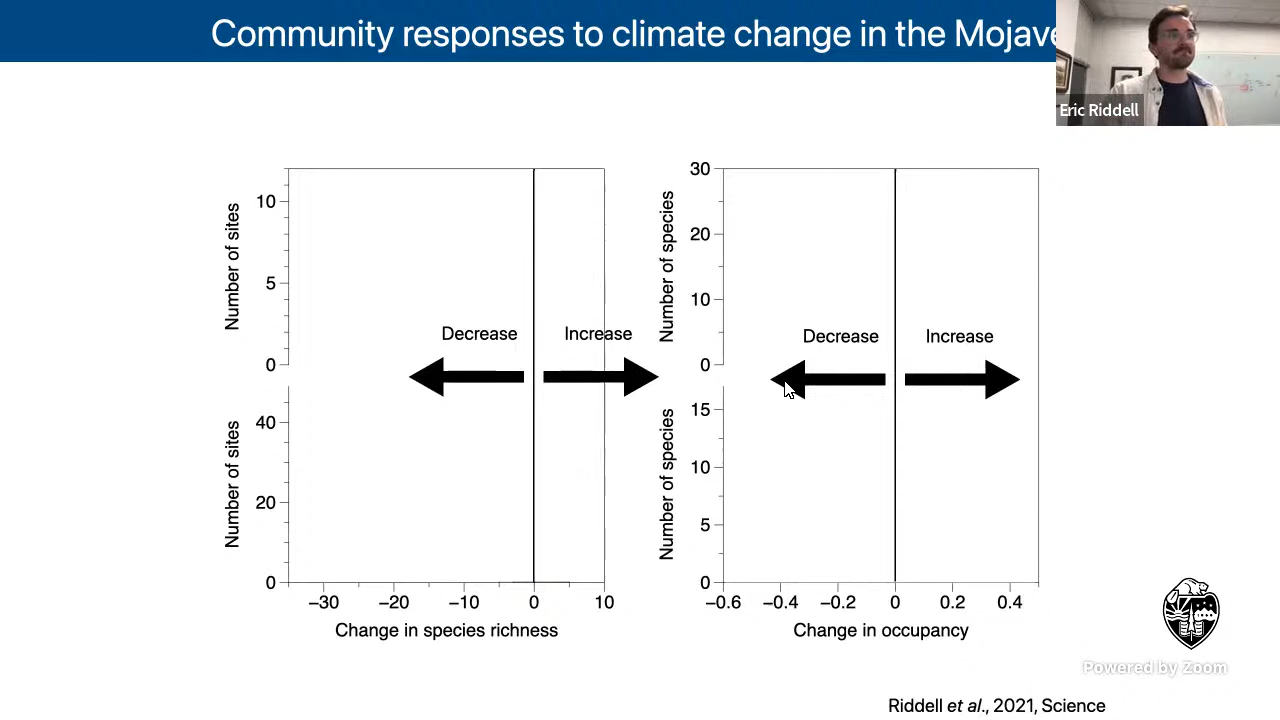 Community responses to climate change in the Mojave
Eric Riddell
Number of sites
10
5
0
Number of sites
40
20
0
Decrease
Increase
−30
−20
−10
0
10
Change in species richness
Number of species
30
20
10
0
Number of species
15
10
5
0
Decrease
Increase
−0.6
−0.4
−0.2
0
0.2
0.4
Change in occupancy
Powered by Zoom
Riddell et al., 2021, Science